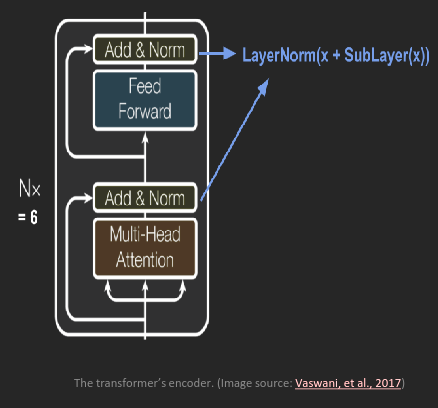 Add & Norm
LayerNorm(x + SubLayer(x))
Feed
Forward
Nx
= 6
Add & Norm
Multi-Head
Attention
The transformer's encoder. (Image source: Vaswani, et al., 2017)